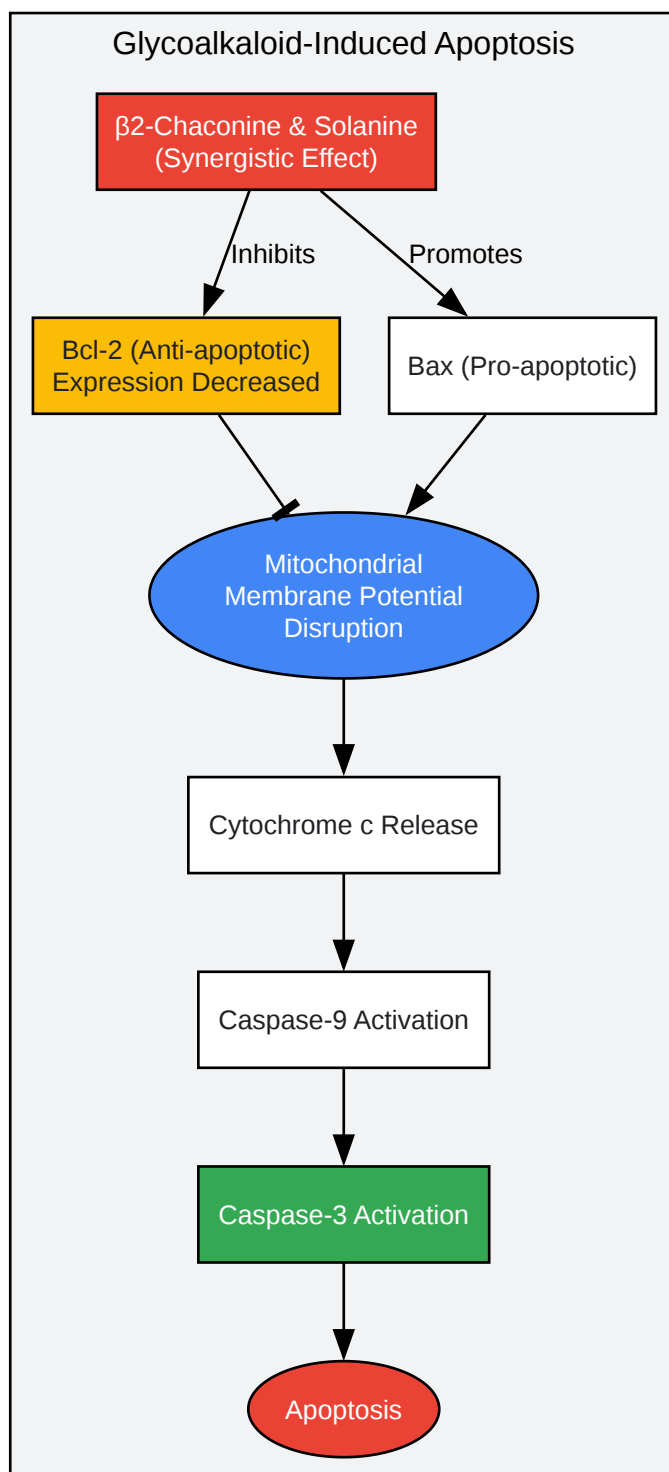 Glycoalkaloid-Induced Apoptosis
β2-Chaconine & Solanine
(Synergistic Effect)
Inhibits
Promotes
Bcl-2 (Anti-apoptotic)
Expression Decreased
Bax (Pro-apoptotic)
Mitochondrial
Membrane Potential
Disruption
Cytochrome c Release
Caspase-9 Activation
Caspase-3 Activation
Apoptosis